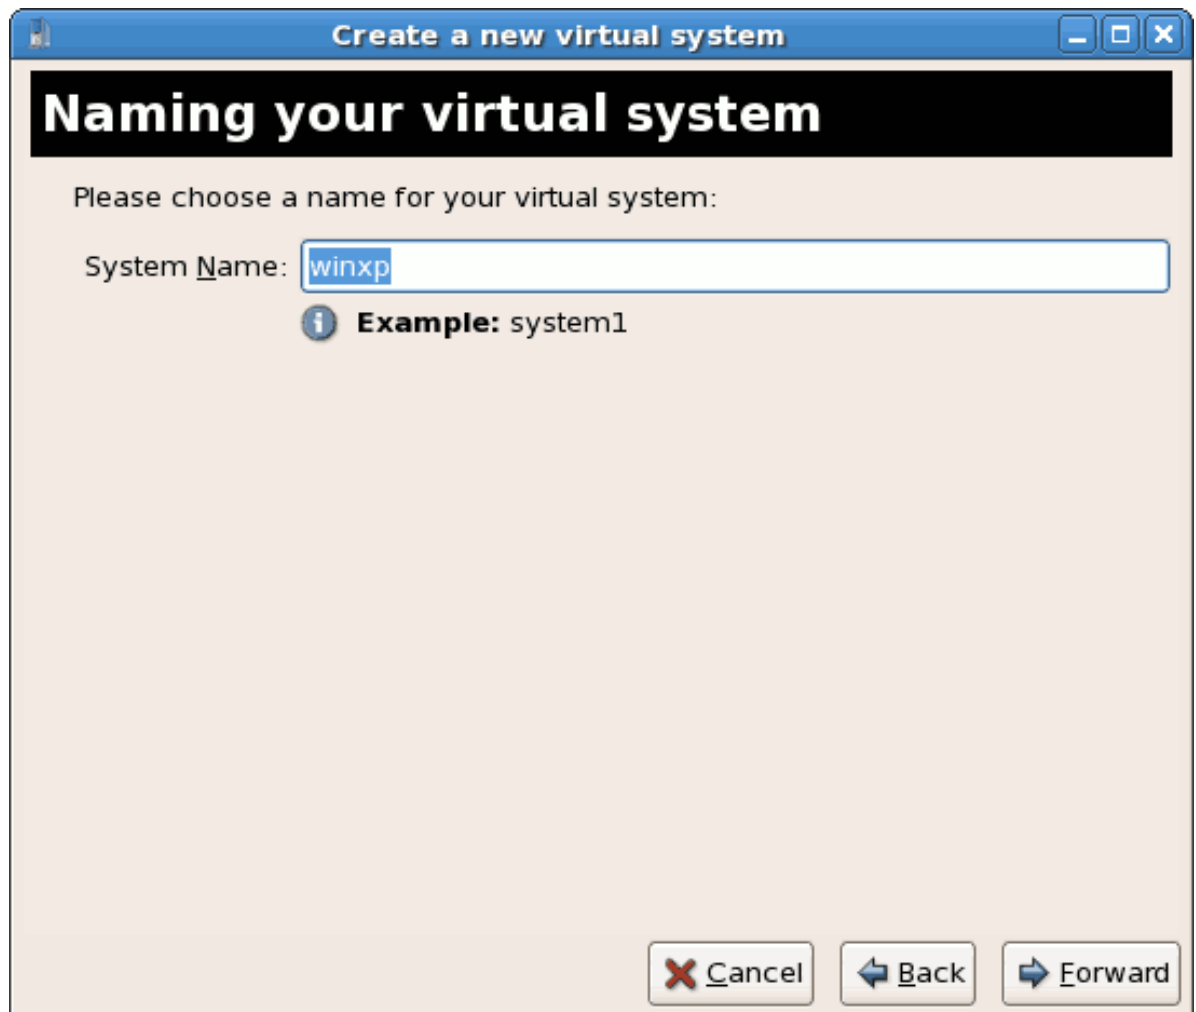 Create a new virtual system
Naming your virtual system
Please choose a name for your virtual system:
System Name: winxp
Example: system1
Cancel Back Forward